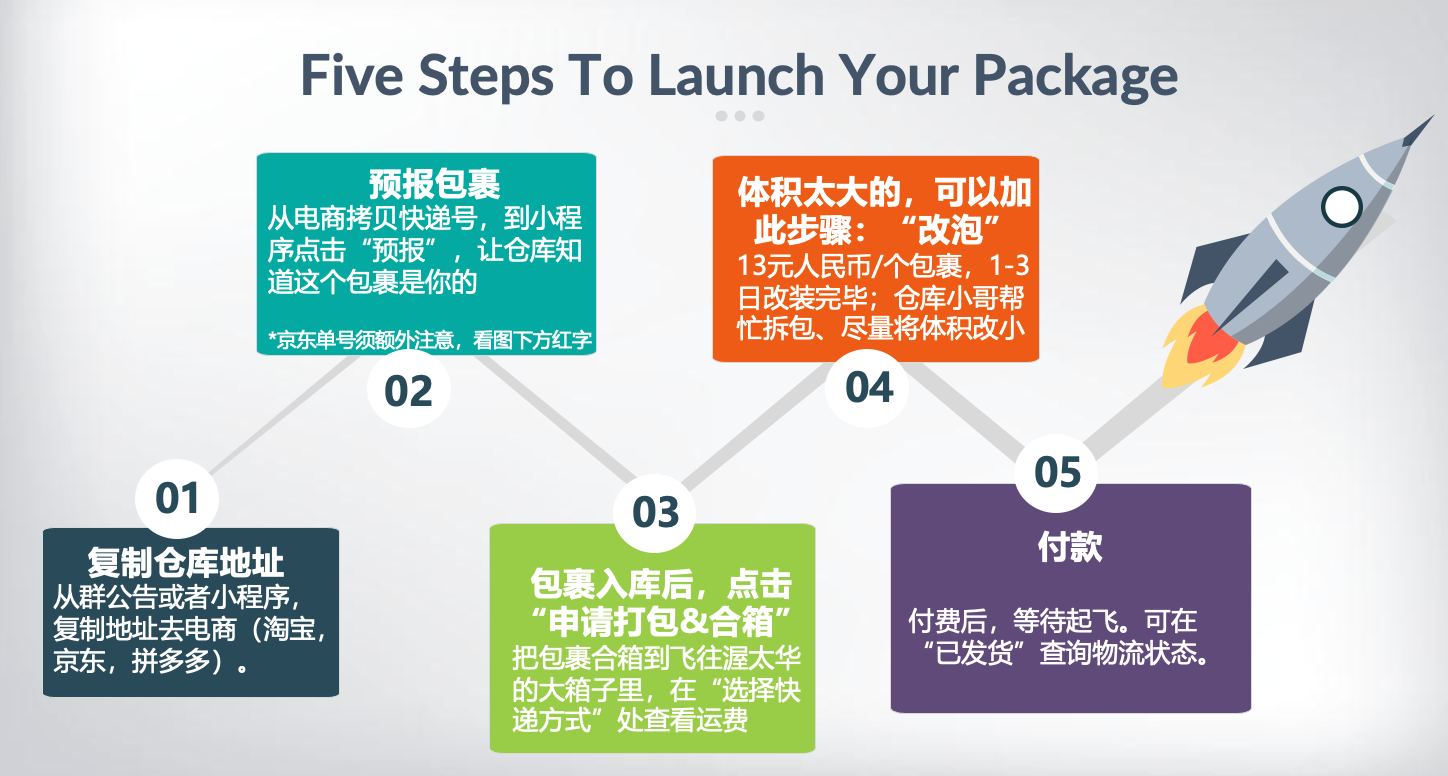 Five Steps To Launch Your Package
01
复制仓库地址
从群公告或者小程序，
复制地址去电商（淘宝，
京东，拼多多）。
02
预报包裹
从电商拷贝快递号，到小程
序点击“预报”，让仓库知
道这个包裹是你的
*京东单号须额外注意，看图下方红字
03
包裹入库后，点击
“申请打包&合箱”
把包裹合箱到飞往渥太华
的大箱子里，在“选择快
递方式”处查看运费
04
体积太大的，可以加
此步骤：“改泡”
13元人民币/个包裹，1-3
日改装完毕；仓库小哥帮
忙拆包、尽量将体积改小
05
付款
付费后，等待起飞。可在
“已发货”查询物流状态。